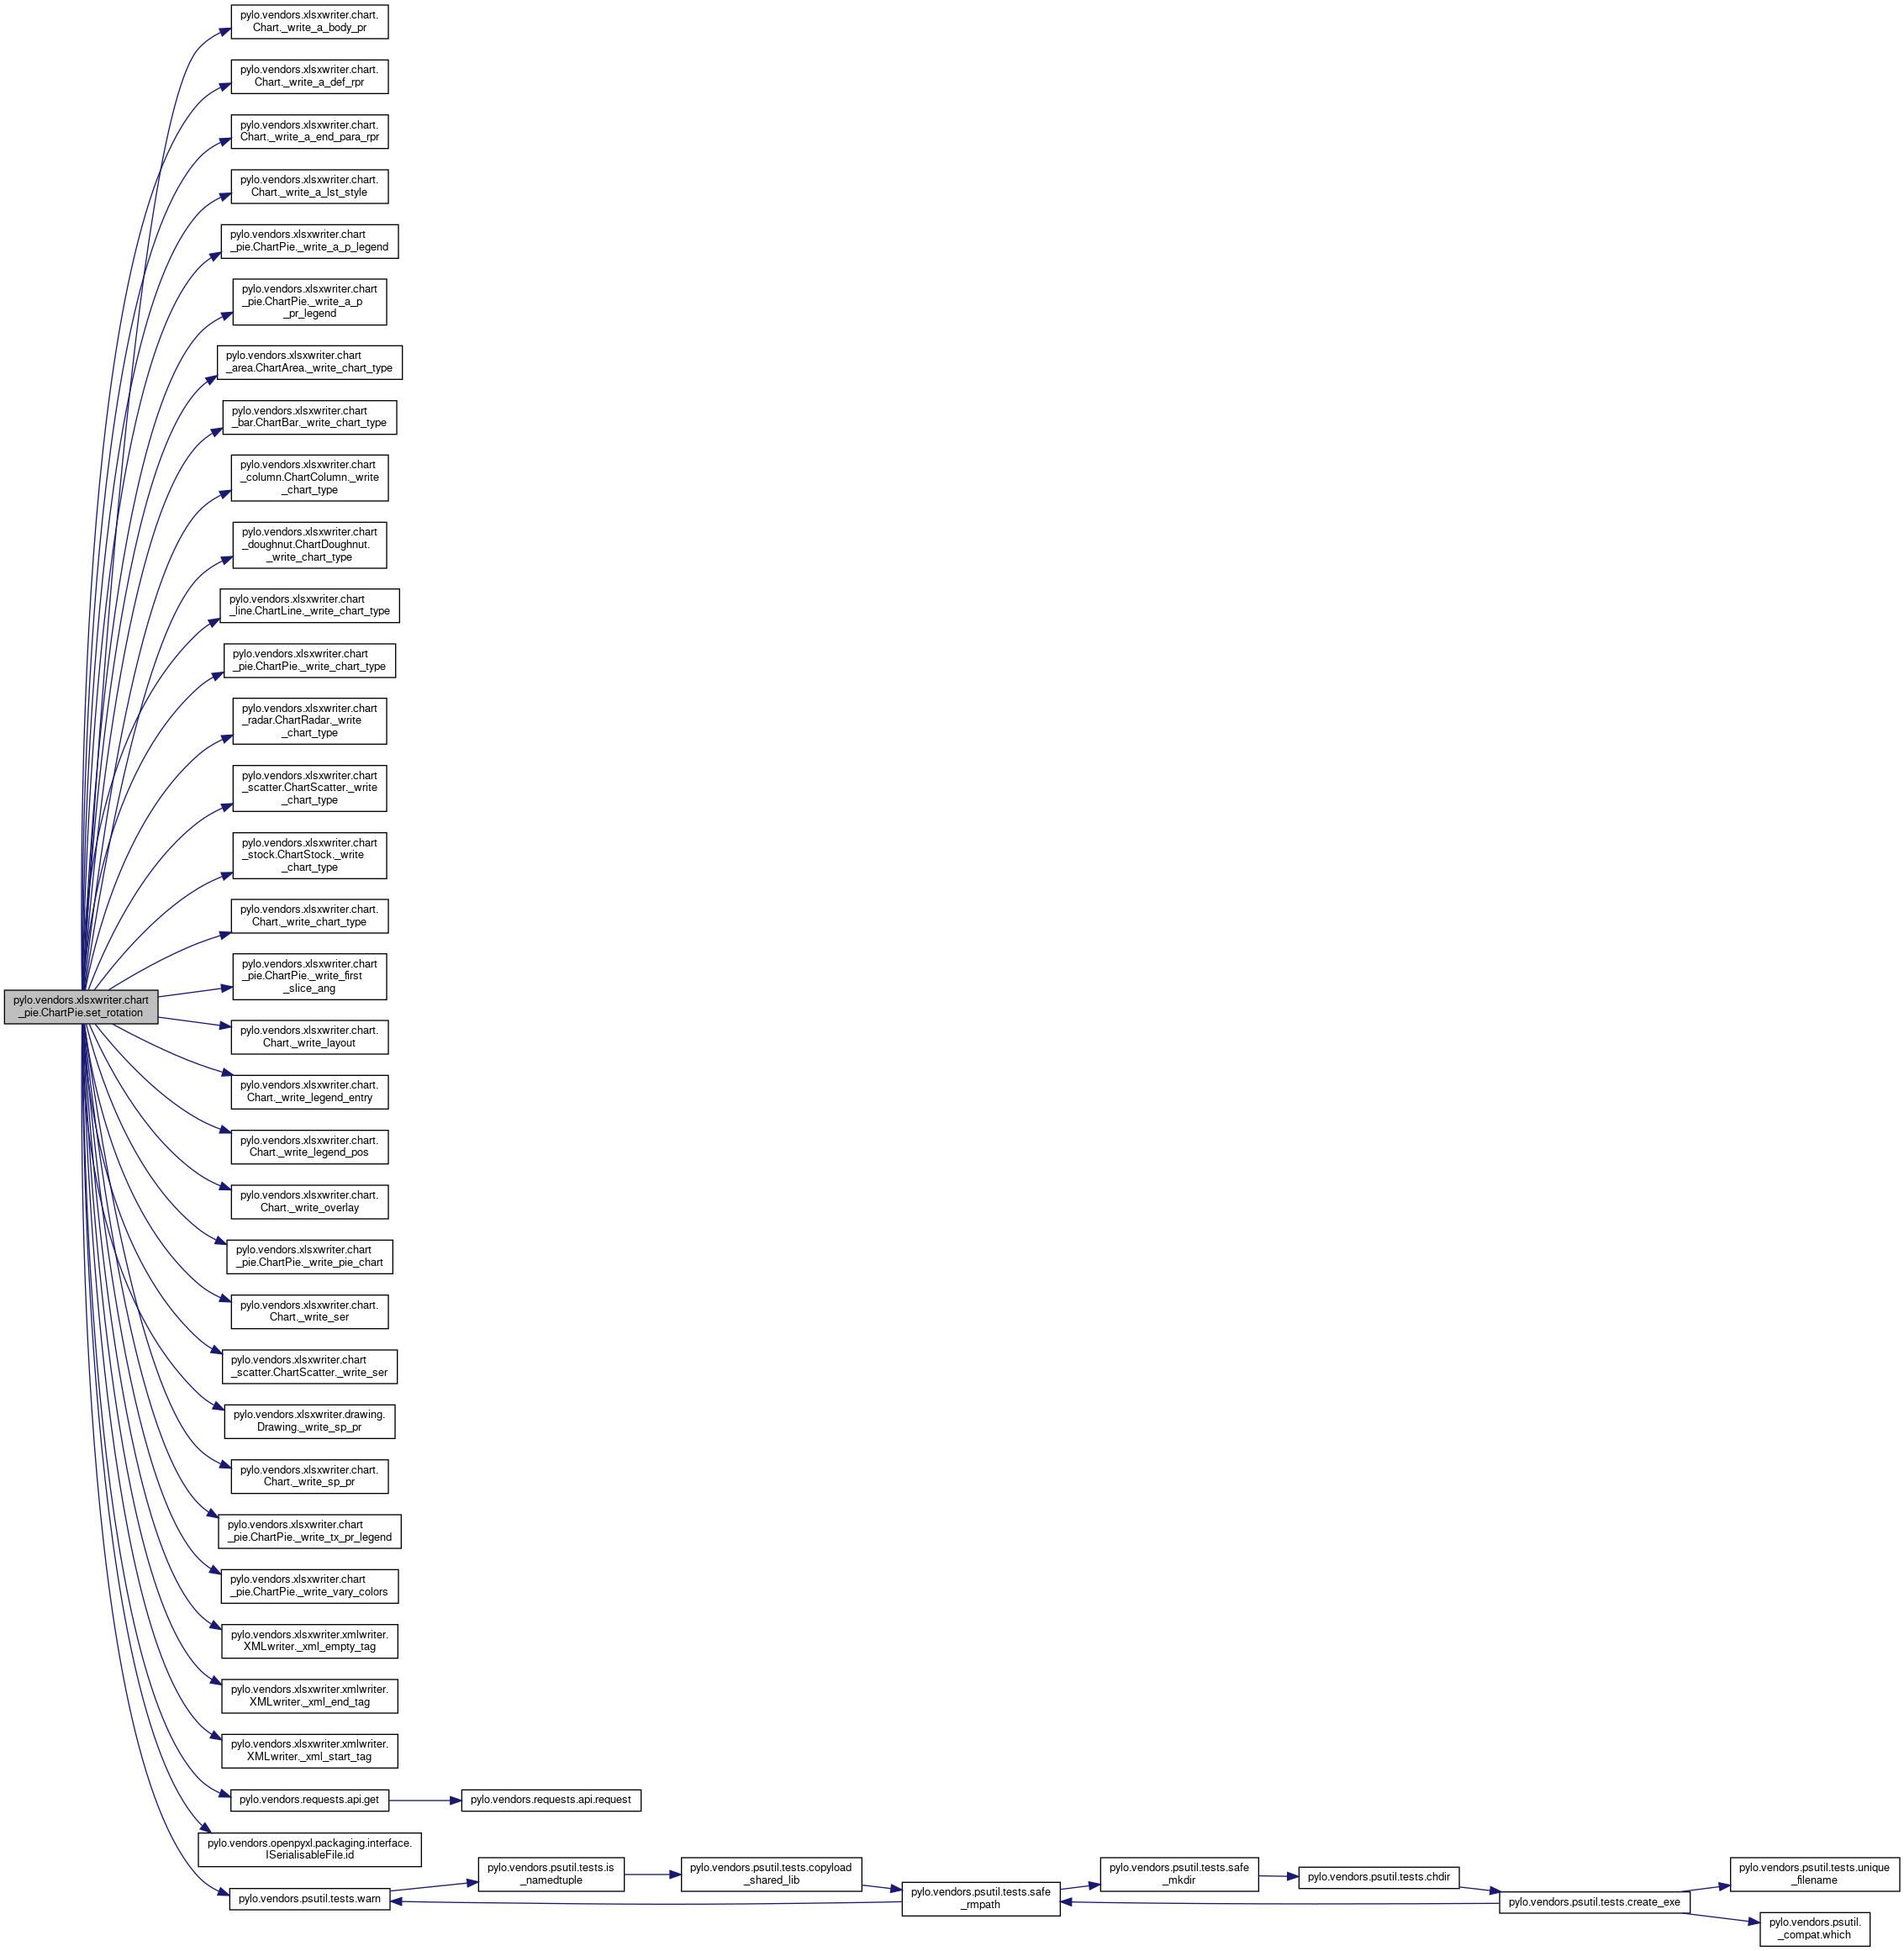 pylo.vendors.xlsxwriter.chart.
Chart._write_a_body_pr
pylo.vendors.xlsxwriter.chart.
Chart._write_a_def_rpr
pylo.vendors.xlsxwriter.chart.
Chart._write_a_end_para_rpr
pylo.vendors.xlsxwriter.chart.
Chart._write_a_lst_style
pylo.vendors.xlsxwriter.chart
_pie.ChartPie._write_a_p_legend
pylo.vendors.xlsxwriter.chart
_pie.ChartPie._write_a_p
_pr_legend
pylo.vendors.xlsxwriter.chart
_area.ChartArea._write_chart_type
pylo.vendors.xlsxwriter.chart
_bar.ChartBar._write_chart_type
pylo.vendors.xlsxwriter.chart
_column.ChartColumn._write
_chart_type
pylo.vendors.xlsxwriter.chart
_doughnut.ChartDoughnut.
_write_chart_type
pylo.vendors.xlsxwriter.chart
_line.ChartLine._write_chart_type
pylo.vendors.xlsxwriter.chart
_pie.ChartPie._write_chart_type
pylo.vendors.xlsxwriter.chart
_radar.ChartRadar._write
_chart_type
pylo.vendors.xlsxwriter.chart
_scatter.ChartScatter._write
_chart_type
pylo.vendors.xlsxwriter.chart
_stock.ChartStock._write
_chart_type
pylo.vendors.xlsxwriter.chart.
Chart._write_chart_type
pylo.vendors.xlsxwriter.chart
_pie.ChartPie._write_first
_slice_ang
pylo.vendors.xlsxwriter.chart
_pie.ChartPie.set_rotation
pylo.vendors.xlsxwriter.chart.
Chart._write_layout
pylo.vendors.xlsxwriter.chart.
Chart._write_legend_entry
pylo.vendors.xlsxwriter.chart.
Chart._write_legend_pos
pylo.vendors.xlsxwriter.chart.
Chart._write_overlay
pylo.vendors.xlsxwriter.chart
_pie.ChartPie._write_pie_chart
pylo.vendors.xlsxwriter.chart.
Chart._write_ser
pylo.vendors.xlsxwriter.chart
_scatter.ChartScatter._write_ser
pylo.vendors.xlsxwriter.drawing.
Drawing._write_sp_pr
pylo.vendors.xlsxwriter.chart.
Chart._write_sp_pr
pylo.vendors.xlsxwriter.chart
_pie.ChartPie._write_tx_pr_legend
pylo.vendors.xlsxwriter.chart
_pie.ChartPie._write_vary_colors
pylo.vendors.xlsxwriter.xmlwriter.
XMLwriter._xml_empty_tag
pylo.vendors.xlsxwriter.xmlwriter.
XMLwriter._xml_end_tag
pylo.vendors.xlsxwriter.xmlwriter.
XMLwriter._xml_start_tag
pylo.vendors.requests.api.get
pylo.vendors.requests.api.request
pylo.vendors.openpyxl.packaging.interface.
ISerialisableFile.id
pylo.vendors.psutil.tests.warn
pylo.vendors.psutil.tests.is
_namedtuple
pylo.vendors.psutil.tests.copyload
_shared_lib
pylo.vendors.psutil.tests.safe
_rmpath
pylo.vendors.psutil.tests.safe
_mkdir
pylo.vendors.psutil.tests.chdir
pylo.vendors.psutil.tests.create_exe
pylo.vendors.psutil.tests.unique
_filename
pylo.vendors.psutil.
_compat.which